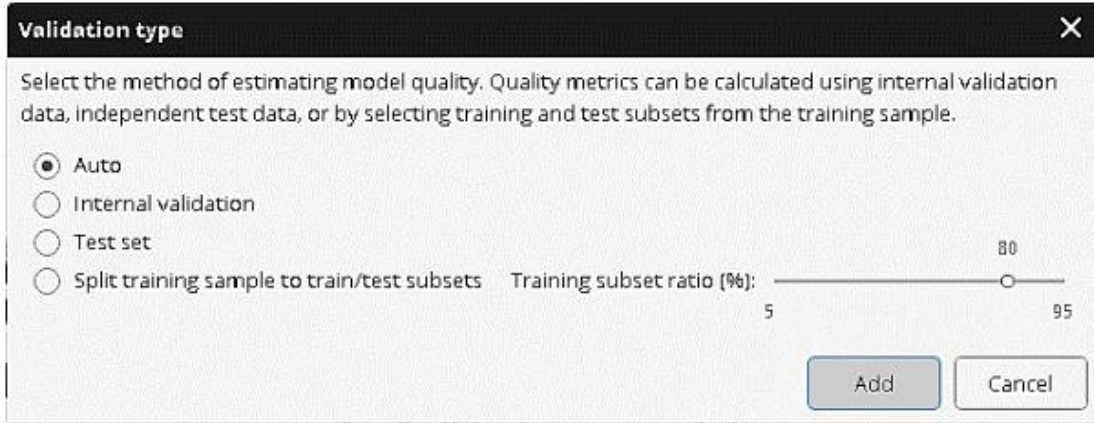 Validation type
Select the method of estimating model quality. Quality metrics can be calculated using internal validation
data, independent test data, or by selecting training and test subsets from the training sample.
Auto
Internal validation
Test set
80
Split training sample to train/test subsets Training subset ratio [%]:
5 95
Add Cancel